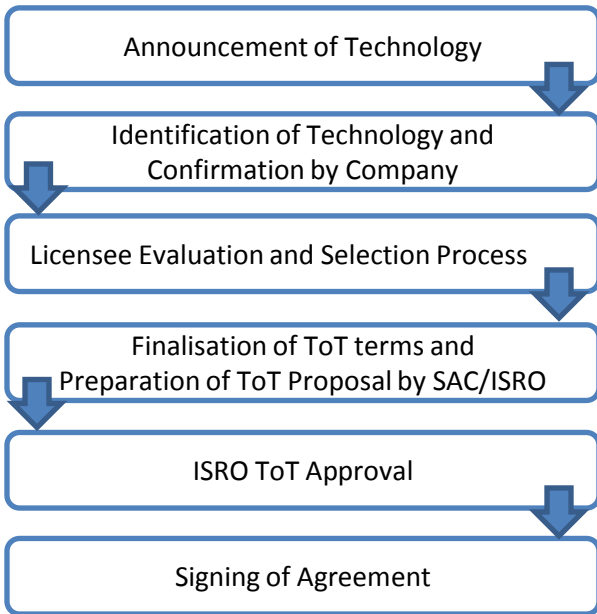 Announcement of Technology
Identification of Technology and
Confirmation by Company
Licensee Evaluation and Selection Process
Finalisation of ToT terms and
Preparation of ToT Proposal by SAC/ISRO
ISRO ToT Approval
Signing of Agreement